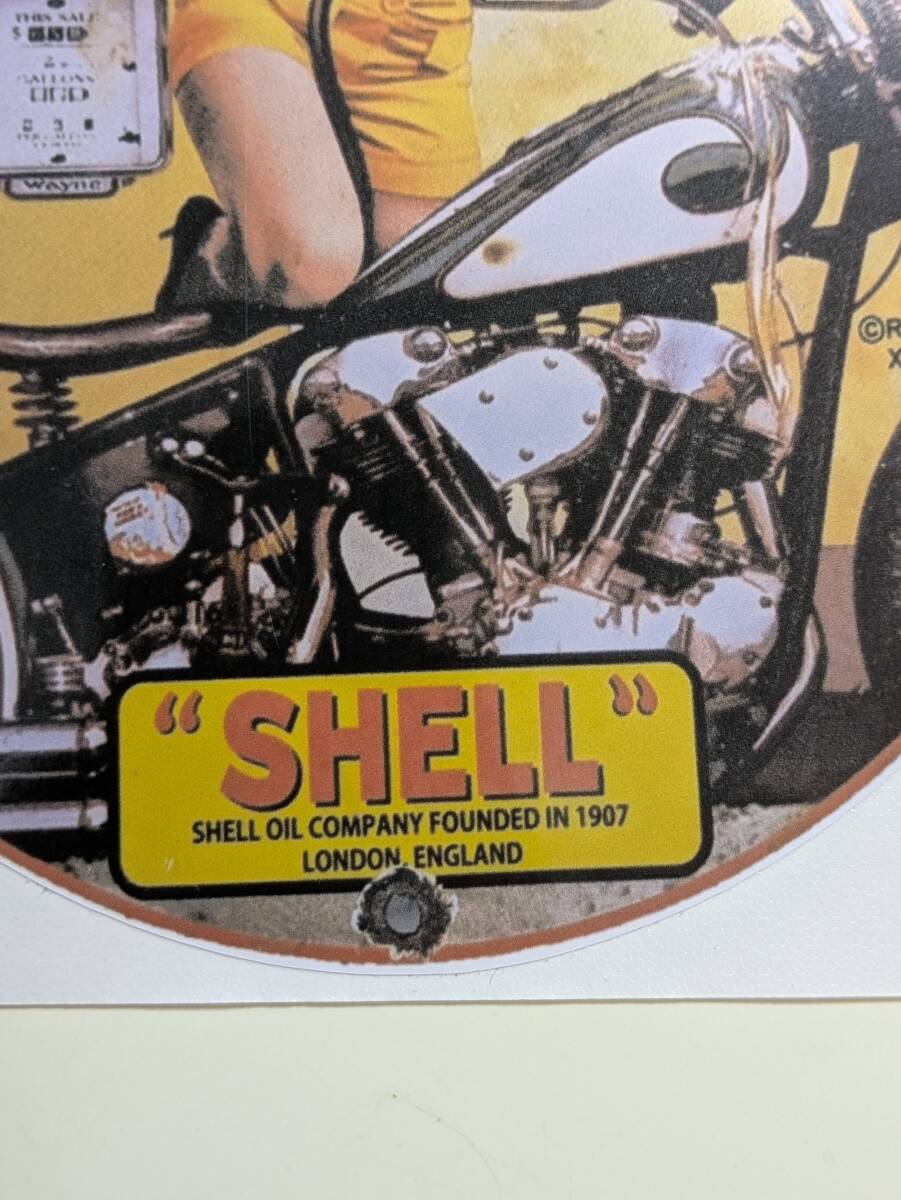 THIS SALE
$
GALLONS
Wayne
©R
X
"SHELL"
SHELL OIL COMPANY FOUNDED IN 1907
LONDON, ENGLAND